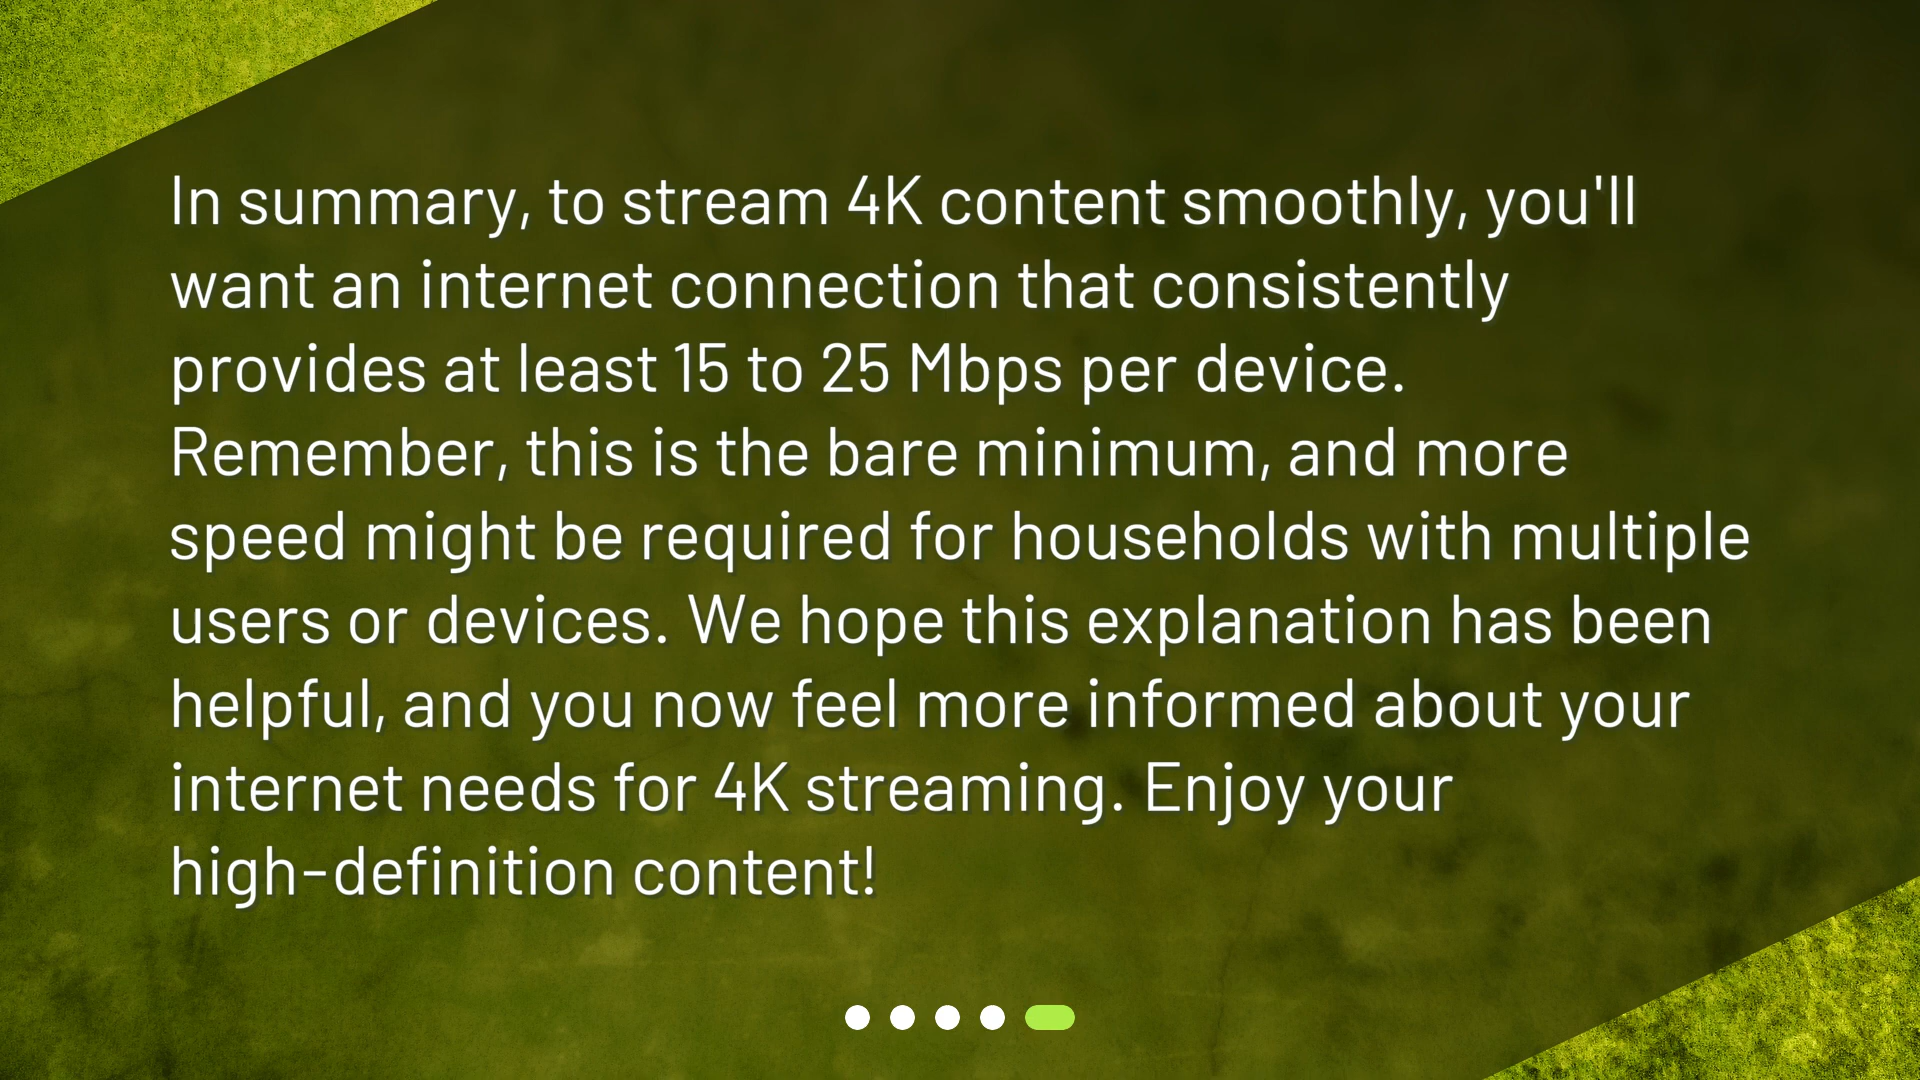 In summary, to stream 4K content smoothly, you'll
want an internet connection that consistently
provides at least 15 to 25 Mbps per device.
Remember, this is the bare minimum, and more
speed might be required for households with multiple
users or devices. We hope this explanation has been
helpful, and you now feel more informed about your
internet needs for 4K streaming. Enjoy your
high-definition content!